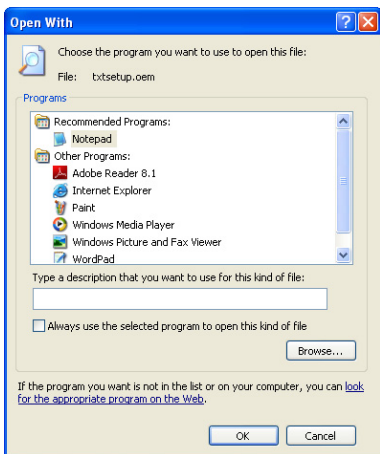 Open With
Choose the program you want to use to open this file:
File: txtsetup.oem
Programs
Recommended Programs:
Notepad
Other Programs:
Adobe Reader 8.1
Internet Explorer
Paint
Windows Media Player
Windows Picture and Fax Viewer
WordPad
Type a description that you want to use for this kind of file:
Always use the selected program to open this kind of file
Browse...
If the program you want is not in the list or on your computer, you can look
for the appropriate program on the Web.
OK Cancel